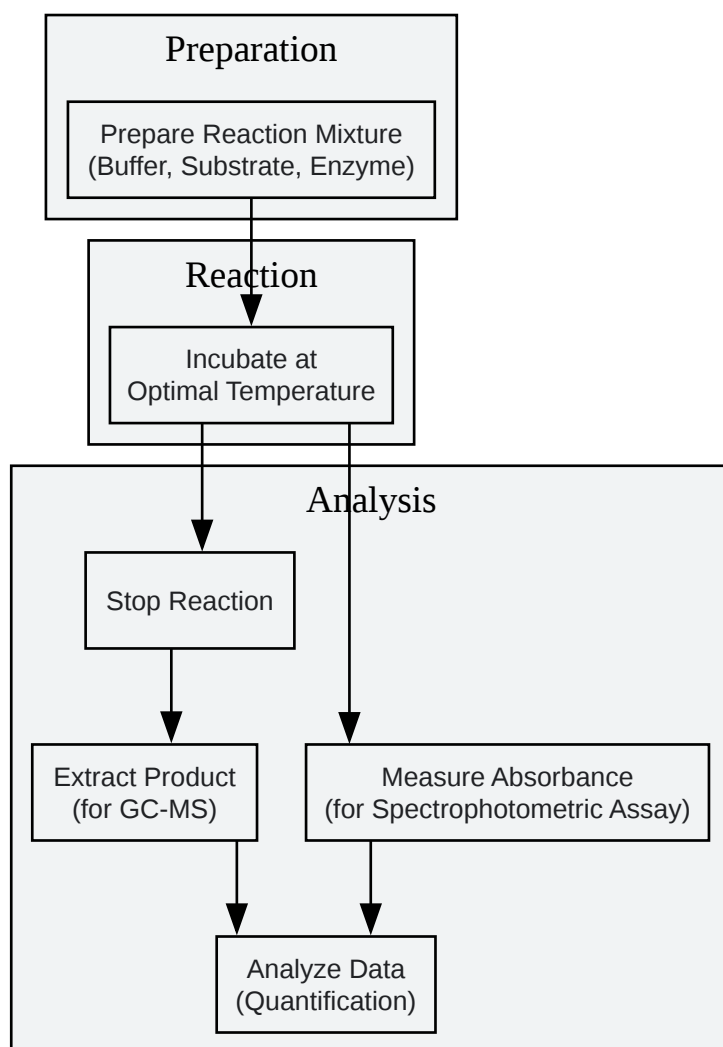 Preparation
Prepare Reaction Mixture
(Buffer, Substrate, Enzyme)
Reaction
Incubate at
Optimal Temperature
Analysis
Stop Reaction
Extract Product
(for GC-MS)
Measure Absorbance
(for Spectrophotometric Assay)
Analyze Data
(Quantification)